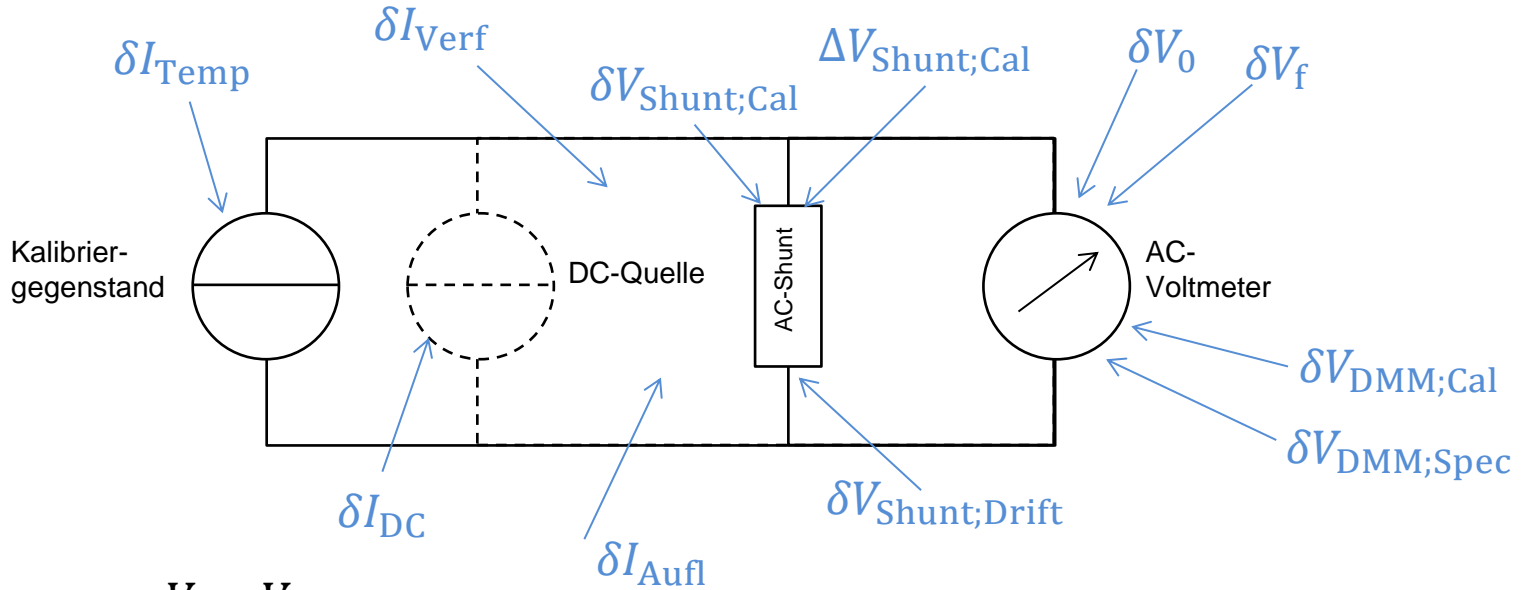 δI_Verf
ΔV_Shunt;Cal
δV_0
δI_Temp
δV_f
δV_Shunt;Cal
Kalibrier-
gegenstand
DC-Quelle
AC-Shunt
AC-
Voltmeter
δV_DMM;Cal
δV_DMM;Spec
δI_DC
δV_Shunt;Drift
δI_Aufl